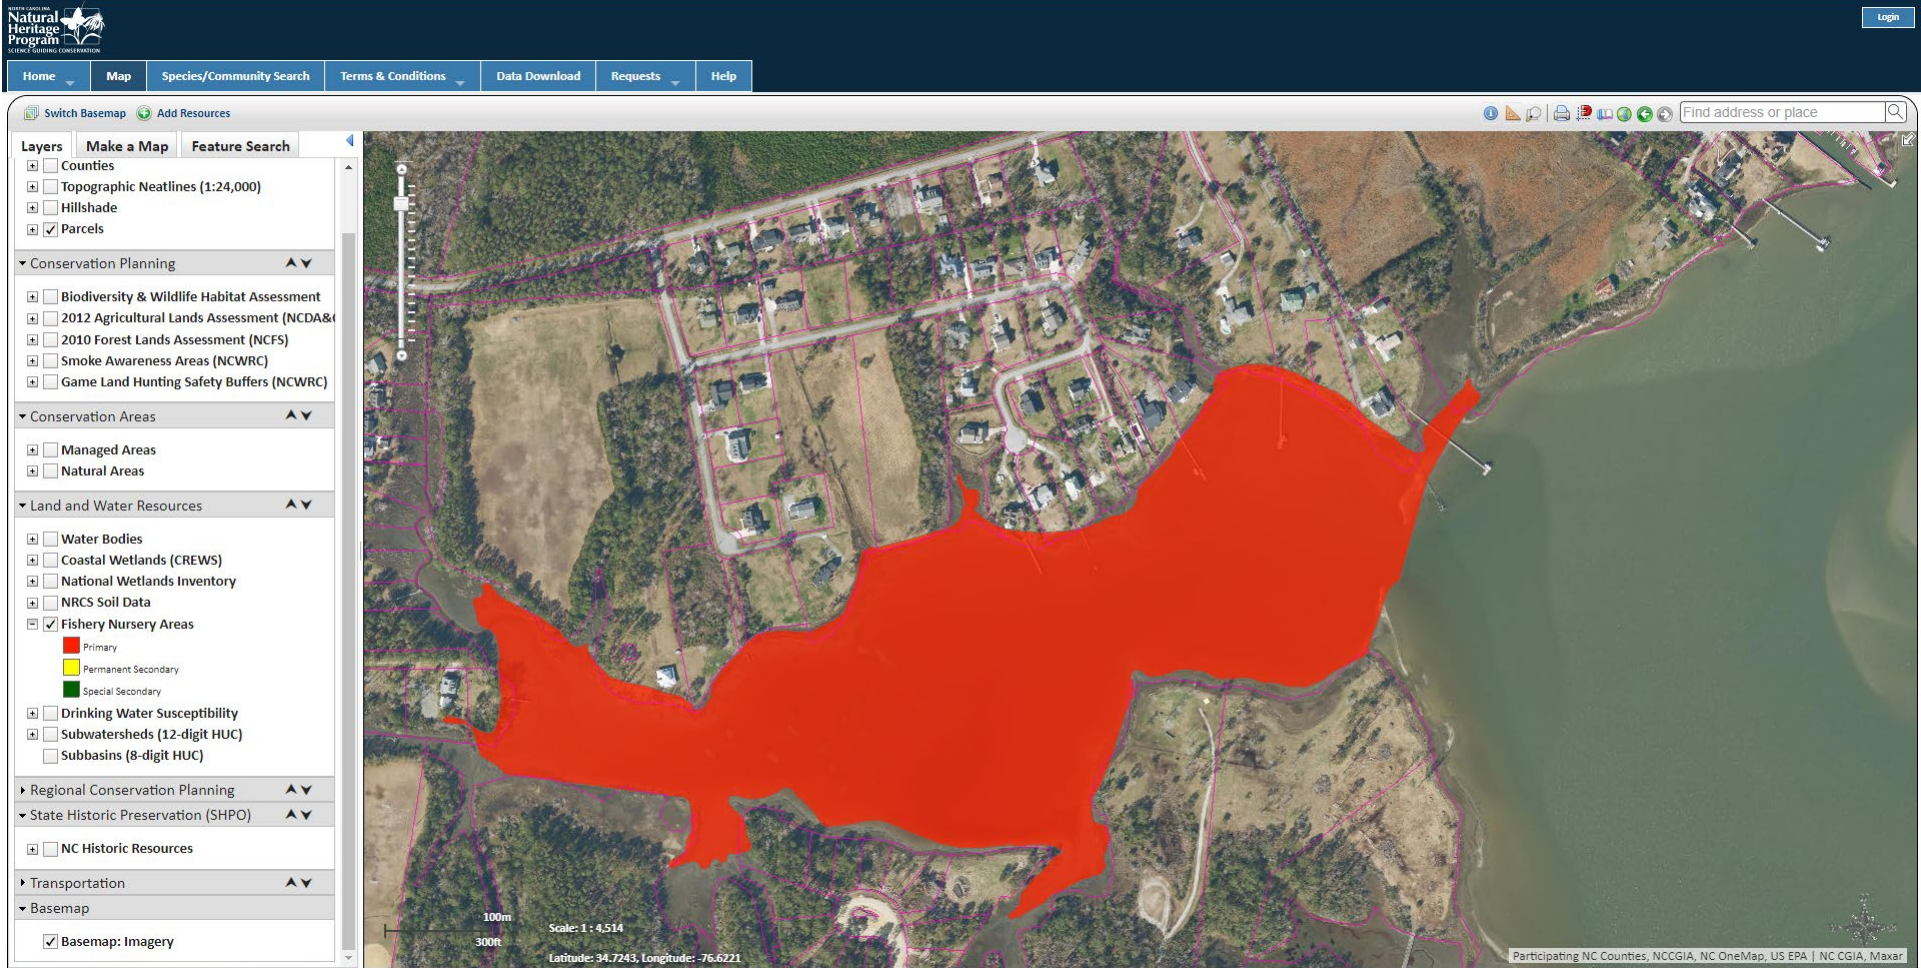 NORTH CAROLINA
Natural
Heritage
Program
SCIENCE GUIDING CONSERVATION
Login
Home
Map
Species/Community Search
Terms & Conditions
Data Download
Requests
Help
Switch Basemap
Add Resources
Find address or place
Layers
Make a Map
Feature Search
Counties
Topographic Neatlines (1:24,000)
Hillshade
Parcels
Conservation Planning
Biodiversity & Wildlife Habitat Assessment
2012 Agricultural Lands Assessment (NCDA&
2010 Forest Lands Assessment (NCFS)
Smoke Awareness Areas (NCWRC)
Game Land Hunting Safety Buffers (NCWRC)
Conservation Areas
Managed Areas
Natural Areas
Land and Water Resources
Water Bodies
Coastal Wetlands (CREWS)
National Wetlands Inventory
NRCS Soil Data
Fishery Nursery Areas
Primary
Permanent Secondary
Special Secondary
Drinking Water Susceptibility
Subwatersheds (12-digit HUC)
Subbasins (8-digit HUC)
Regional Conservation Planning
State Historic Preservation (SHPO)
NC Historic Resources
Transportation
Basemap
Basemap: Imagery
100m
300ft
Scale: 1 : 4,514
Latitude: 34.7243, Longitude: -76.6221
Participating NC Counties, NCCGIA, NC OneMap, US EPA | NC CGIA, Maxar